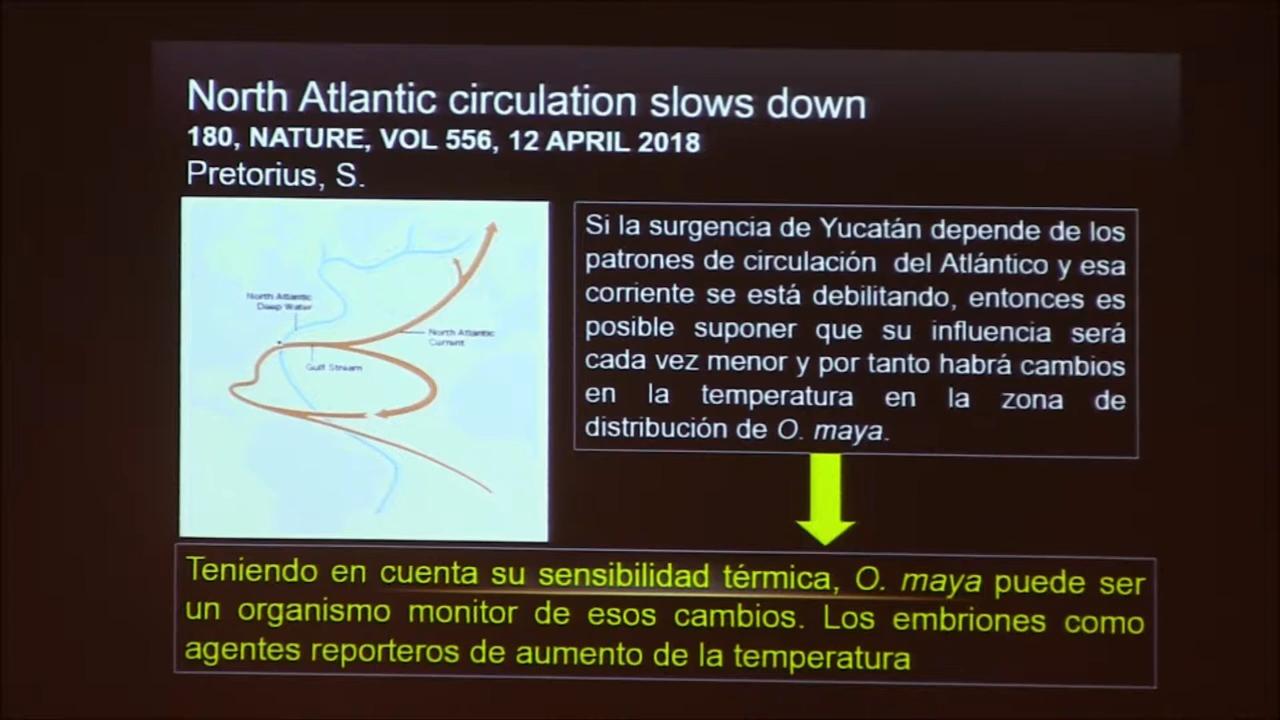 North Atlantic circulation slows down
180, NATURE, VOL 556, 12 APRIL 2018
Pretorius, S.
North Atlantic
Deep Water
North Atlantic
Current
Gulf Stream
Si la surgencia de Yucatán depende de los
patrones de circulación del Atlántico y esa
corriente se está debilitando, entonces es
posible suponer que su influencia será
cada vez menor y por tanto habrá cambios
en la temperatura en la zona de
distribución de O. maya.
Teniendo en cuenta su sensibilidad térmica, O. maya puede ser
un organismo monitor de esos cambios. Los embriones como
agentes reporteros de aumento de la temperatura